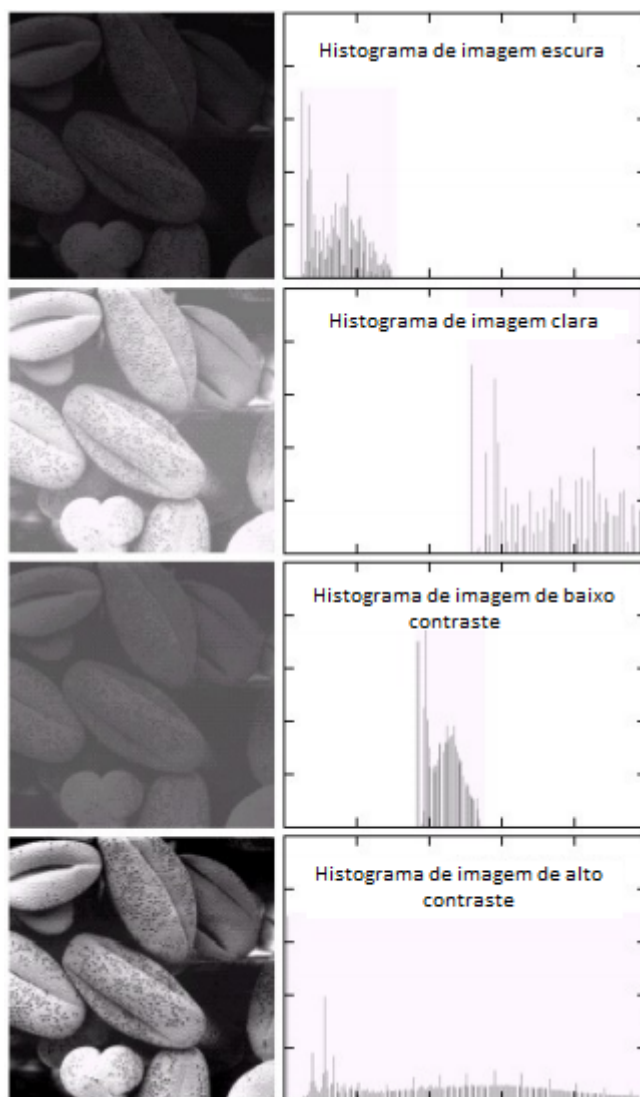 Histograma de imagem escura
Histograma de imagem clara
Histograma de imagem de baixo
contraste
Histograma de imagem de alto
contraste